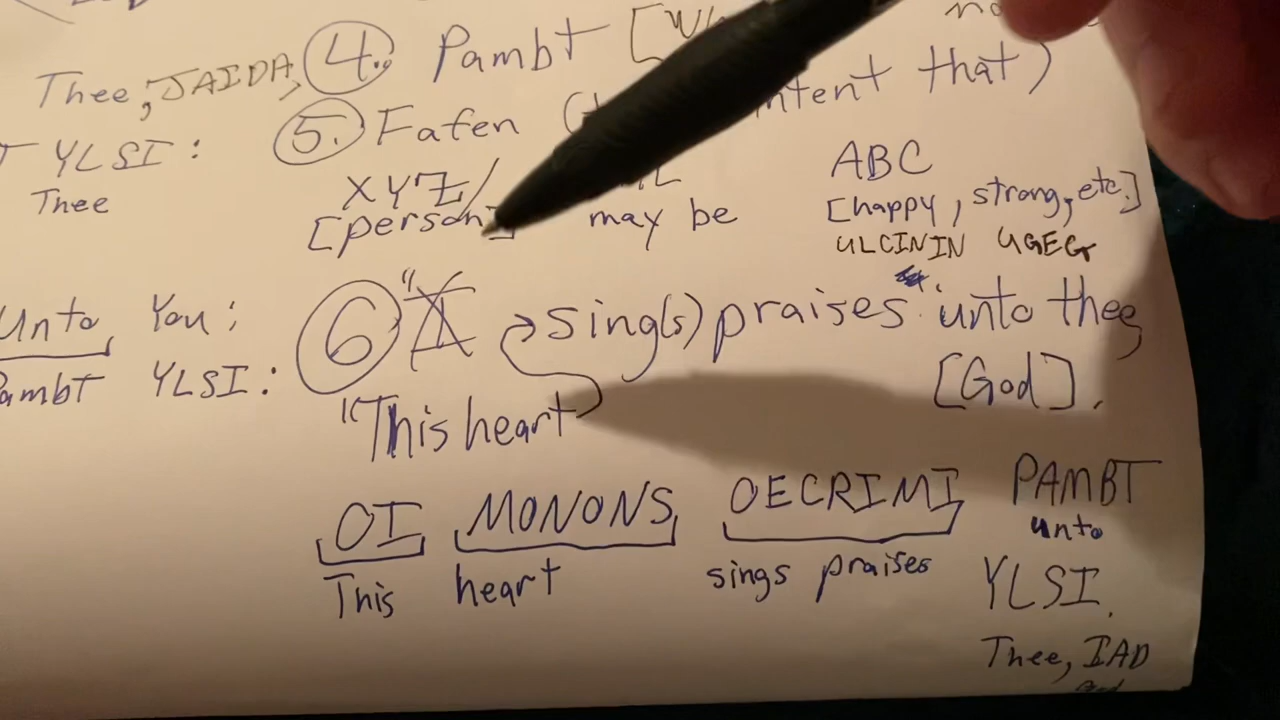 Thee, JAIDA, 4. Pambt [W
5. Fafen ntent that)
YLSI:
Thee
XYZ/ ABC
[person] may be [happy, strong, etc.]
ULCININ UGEG
Unto You; 6 "I sing(s) praises" unto thee
Pambt YLSI: [God].
"This heart
OI MONONS OECRIMI PAMBT
This heart sings praises unto
YLSI.
Thee, IAD